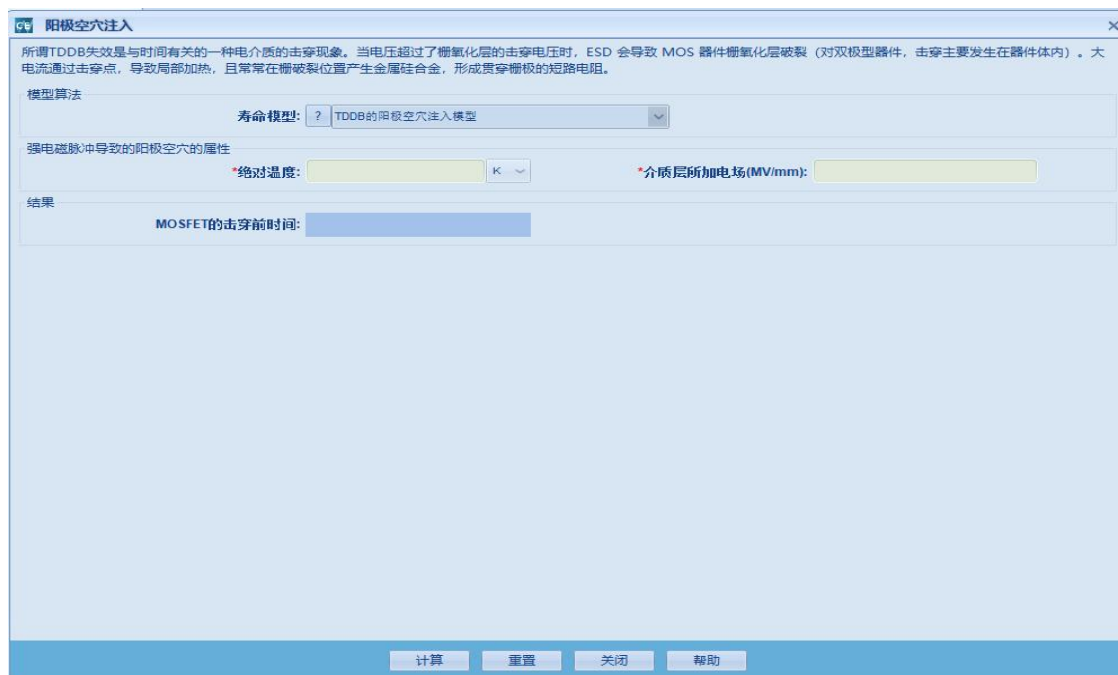 阳极空穴注入
所谓TDDB失效是与时间有关的一种电介质的击穿现象。当电压超过了栅氧化层的击穿电压时，ESD 会导致 MOS 器件栅氧化层破裂（对双极型器件，击穿主要发生在器件体内）。大
电流通过击穿点，导致局部加热，且常常在栅破裂位置产生金属硅合金，形成贯穿栅极的短路电阻。
模型算法
寿命模型: ? TDDB的阳极空穴注入模型
强电磁脉冲导致的阳极空穴的属性
*绝对温度: K *介质层所加电场(MV/mm):
结果
MOSFET的击穿前时间:
计算 重置 关闭 帮助